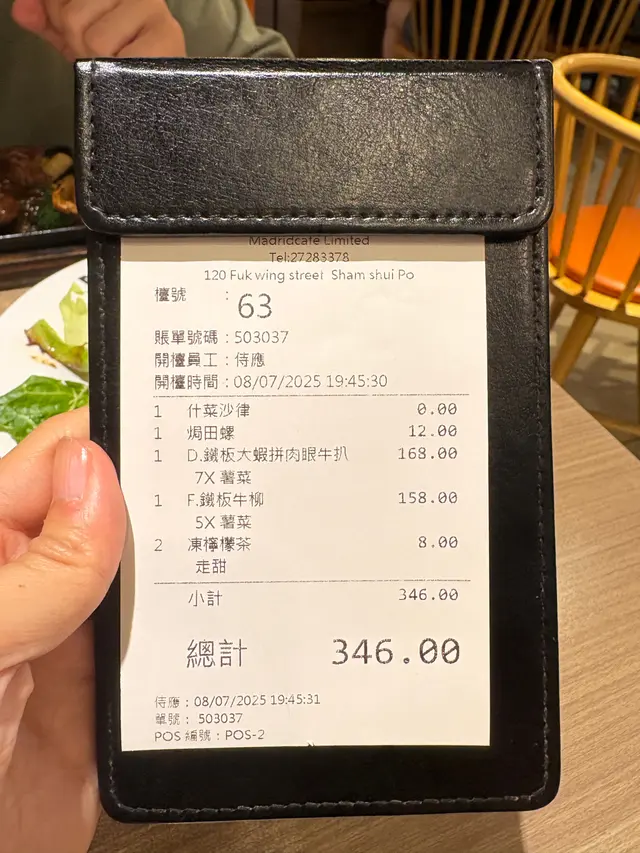 Madridcafe Limited
Tel:27283378
120 Fuk wing street Sham shui Po
檯號 : 63
賬單號碼 : 503037
開檯員工 : 侍應
開檯時間 : 08/07/2025 19:45:30
1 什菜沙律 0.00
1 焗田螺 12.00
1 D.鐵板大蝦拼肉眼牛扒 168.00
7X 薯菜
1 F.鐵板牛柳 158.00
5X 薯菜
2 凍檸檬茶 8.00
走甜
小計 346.00
總計 346.00
侍應 : 08/07/2025 19:45:31
單號 : 503037
POS 編號 : POS-2